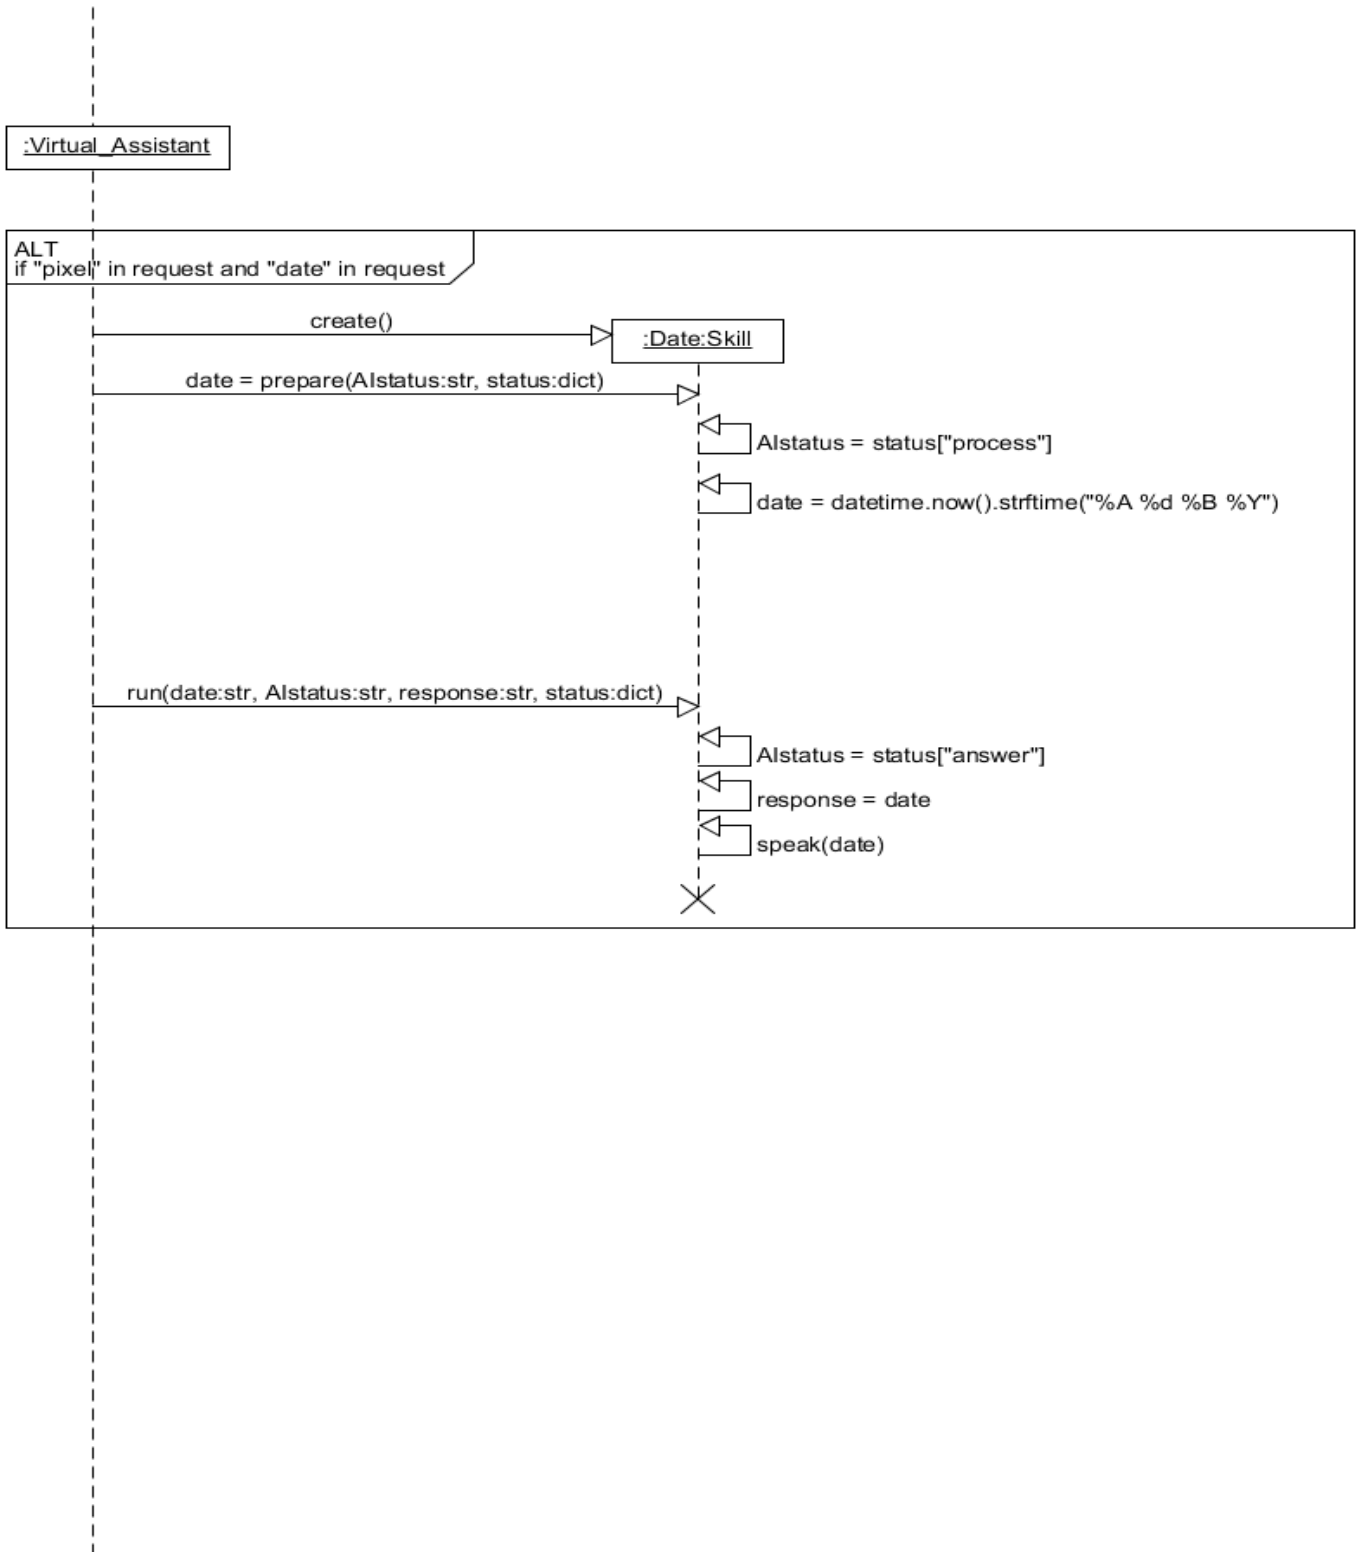 :Virtual_Assistant
ALT
if "pixel" in request and "date" in request
create()
:Date:Skill
date = prepare(AIstatus:str, status:dict)
AIstatus = status["process"]
date = datetime.now().strftime("%A %d %B %Y")
run(date:str, AIstatus:str, response:str, status:dict)
AIstatus = status["answer"]
response = date
speak(date)